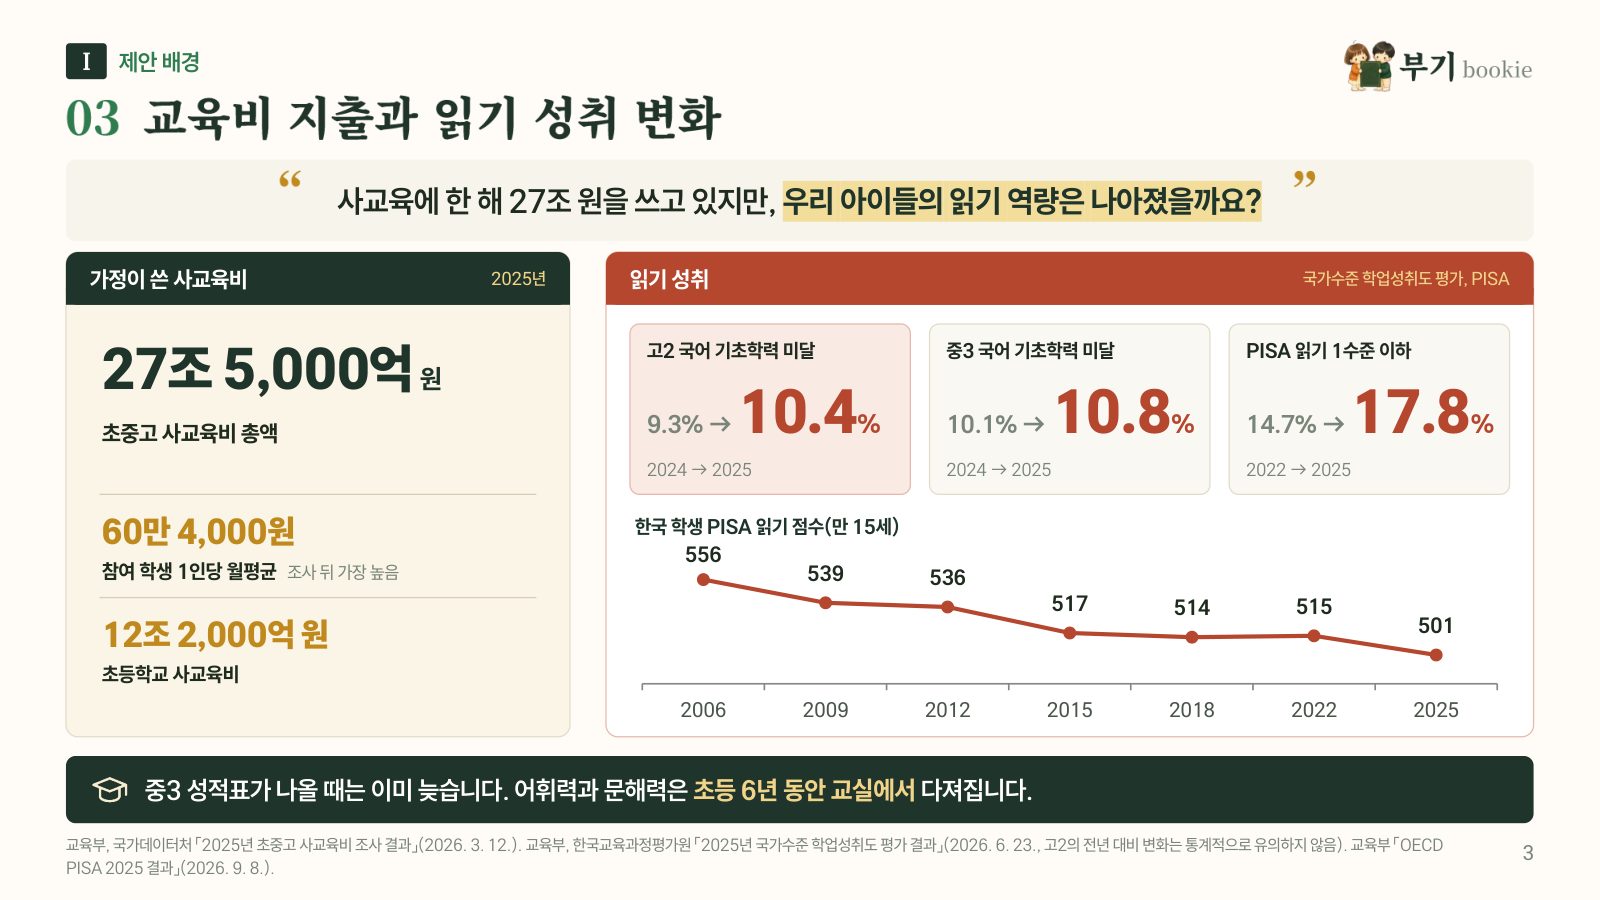 I 제안 배경
부기 bookie
03 교육비 지출과 읽기 성취 변화
“ 사교육에 한 해 27조 원을 쓰고 있지만, 우리 아이들의 읽기 역량은 나아졌을까요? ”
가정이 쓴 사교육비 2025년
27조 5,000억 원
초중고 사교육비 총액
60만 4,000원
참여 학생 1인당 월평균 조사 뒤 가장 높음
12조 2,000억 원
초등학교 사교육비
읽기 성취 국가수준 학업성취도 평가, PISA
고2 국어 기초학력 미달
9.3% → 10.4%
2024 → 2025
중3 국어 기초학력 미달
10.1% → 10.8%
2024 → 2025
PISA 읽기 1수준 이하
14.7% → 17.8%
2022 → 2025
한국 학생 PISA 읽기 점수(만 15세)
556 539 536 517 514 515 501
2006 2009 2012 2015 2018 2022 2025
중3 성적표가 나올 때는 이미 늦습니다. 어휘력과 문해력은 초등 6년 동안 교실에서 다져집니다.
교육부, 국가데이터처 「2025년 초중고 사교육비 조사 결과」(2026. 3. 12.). 교육부, 한국교육과정평가원 「2025년 국가수준 학업성취도 평가 결과」(2026. 6. 23., 고2의 전년 대비 변화는 통계적으로 유의하지 않음). 교육부 「OECD
PISA 2025 결과」(2026. 9. 8.).
3